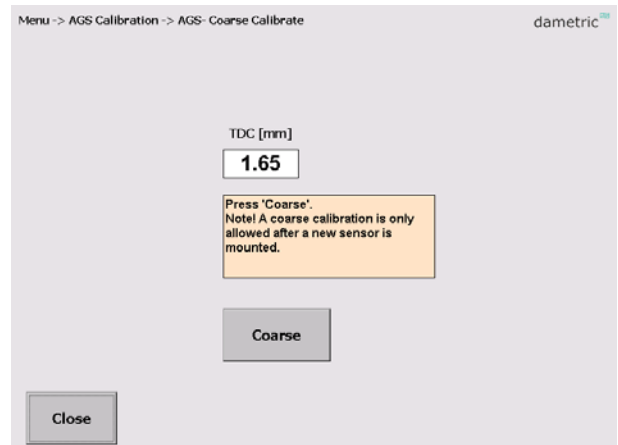 Menu -> AGS Calibration -> AGS- Coarse Calibrate
dametric
TDC [mm]
1.65
Press 'Coarse'.
Note! A coarse calibration is only
allowed after a new sensor is
mounted.
Coarse
Close